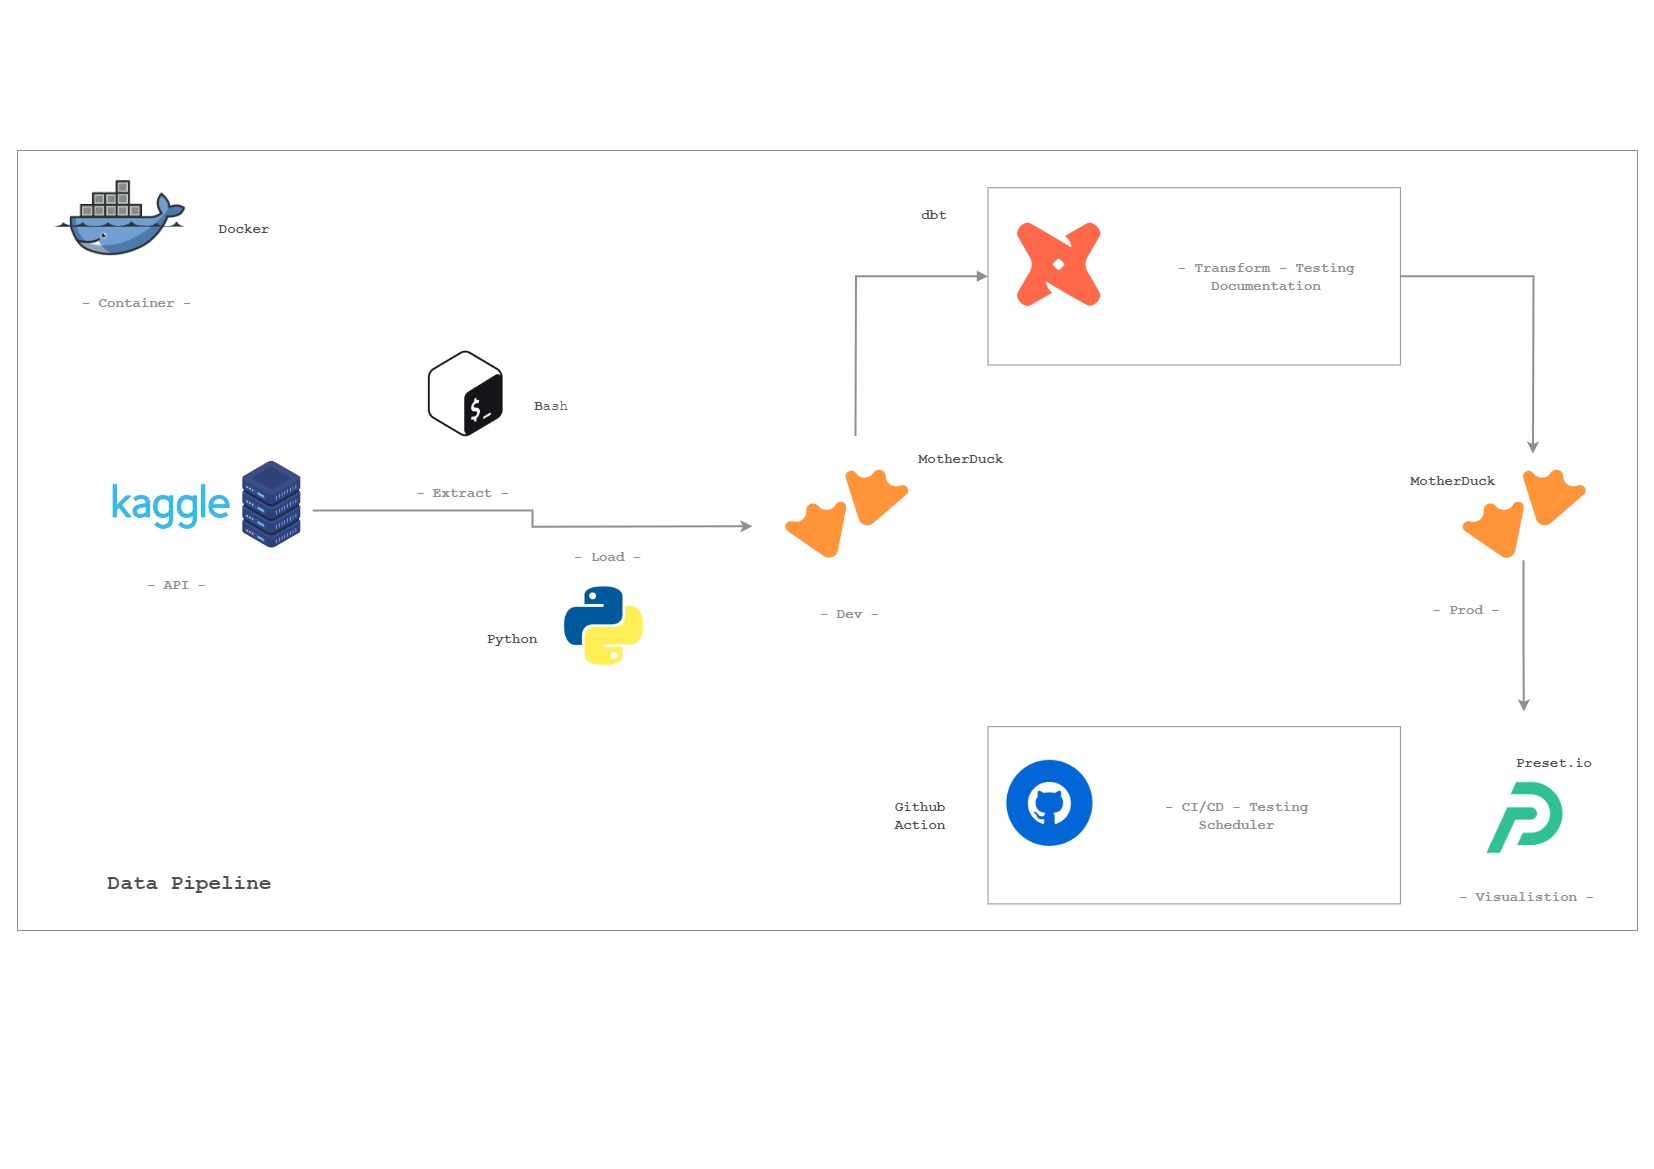 Docker
- Container -
dbt
- Transform - Testing
Documentation
$_
Bash
kaggle
- API -
- Extract -
- Load -
Python
MotherDuck
- Dev -
MotherDuck
- Prod -
Github
Action
- CI/CD - Testing
Scheduler
Preset.io
- Visualistion -
Data Pipeline